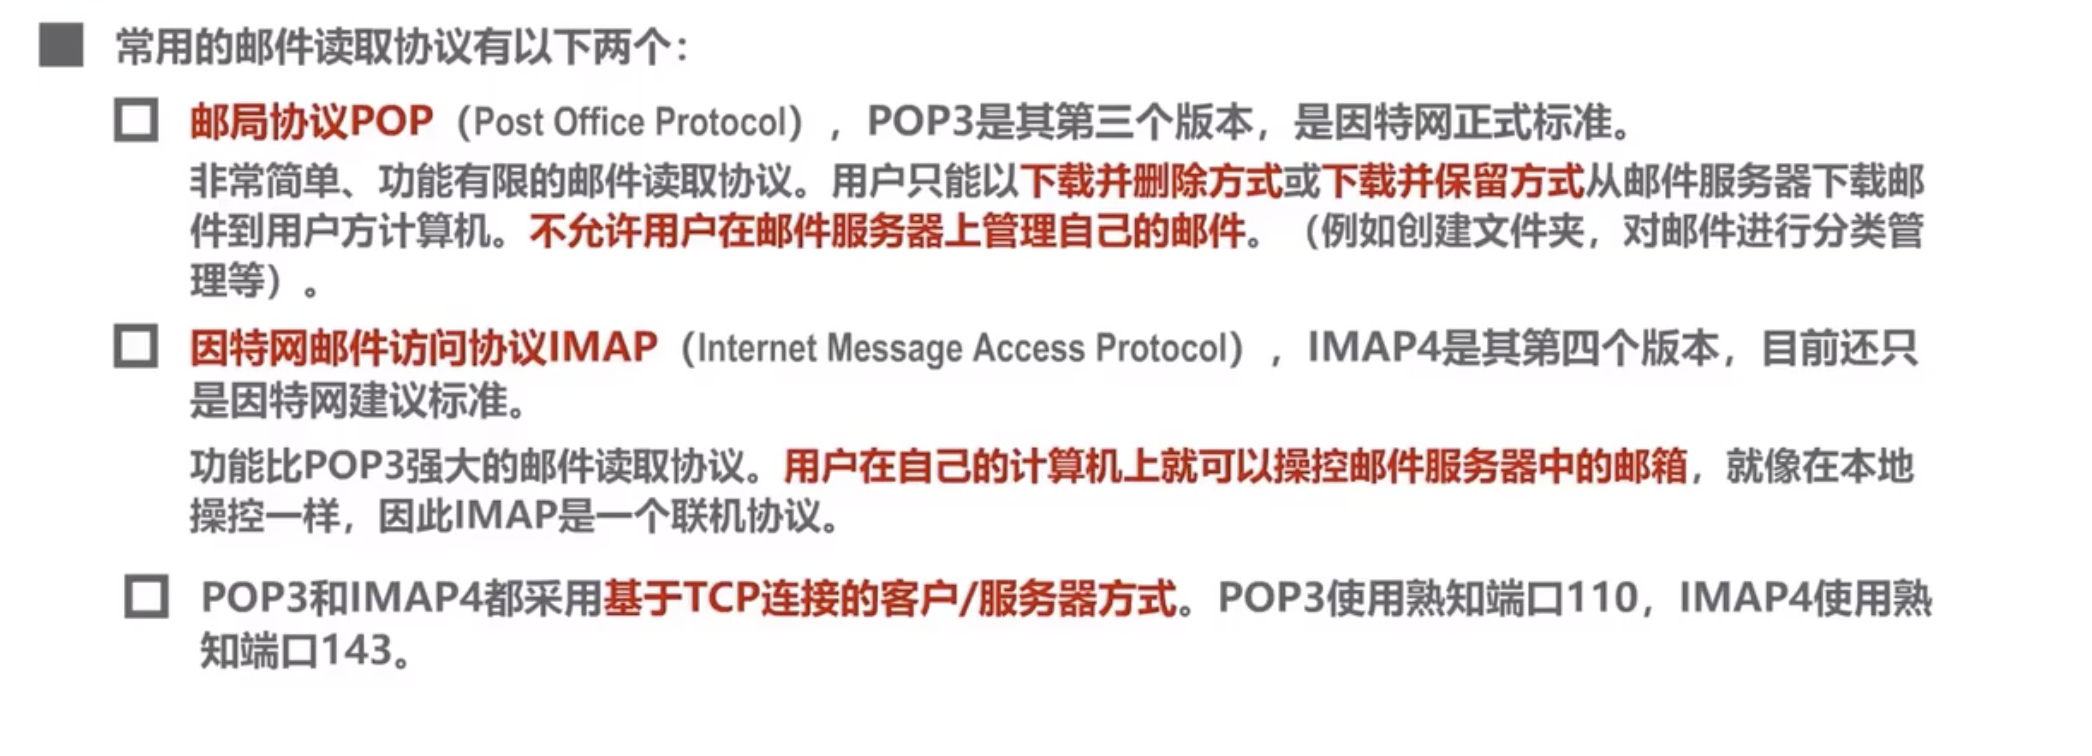 常用的邮件读取协议有以下两个：
邮局协议POP（Post Office Protocol），POP3是其第三个版本，是因特网正式标准。
非常简单、功能有限的邮件读取协议。用户只能以下载并删除方式或下载并保留方式从邮件服务器下载邮
件到用户方计算机。不允许用户在邮件服务器上管理自己的邮件。（例如创建文件夹，对邮件进行分类管
理等）。
因特网邮件访问协议IMAP（Internet Message Access Protocol），IMAP4是其第四个版本，目前还只
是因特网建议标准。
功能比POP3强大的邮件读取协议。用户在自己的计算机上就可以操控邮件服务器中的邮箱，就像在本地
操控一样，因此IMAP是一个联机协议。
POP3和IMAP4都采用基于TCP连接的客户/服务器方式。POP3使用熟知端口110，IMAP4使用熟
知端口143。